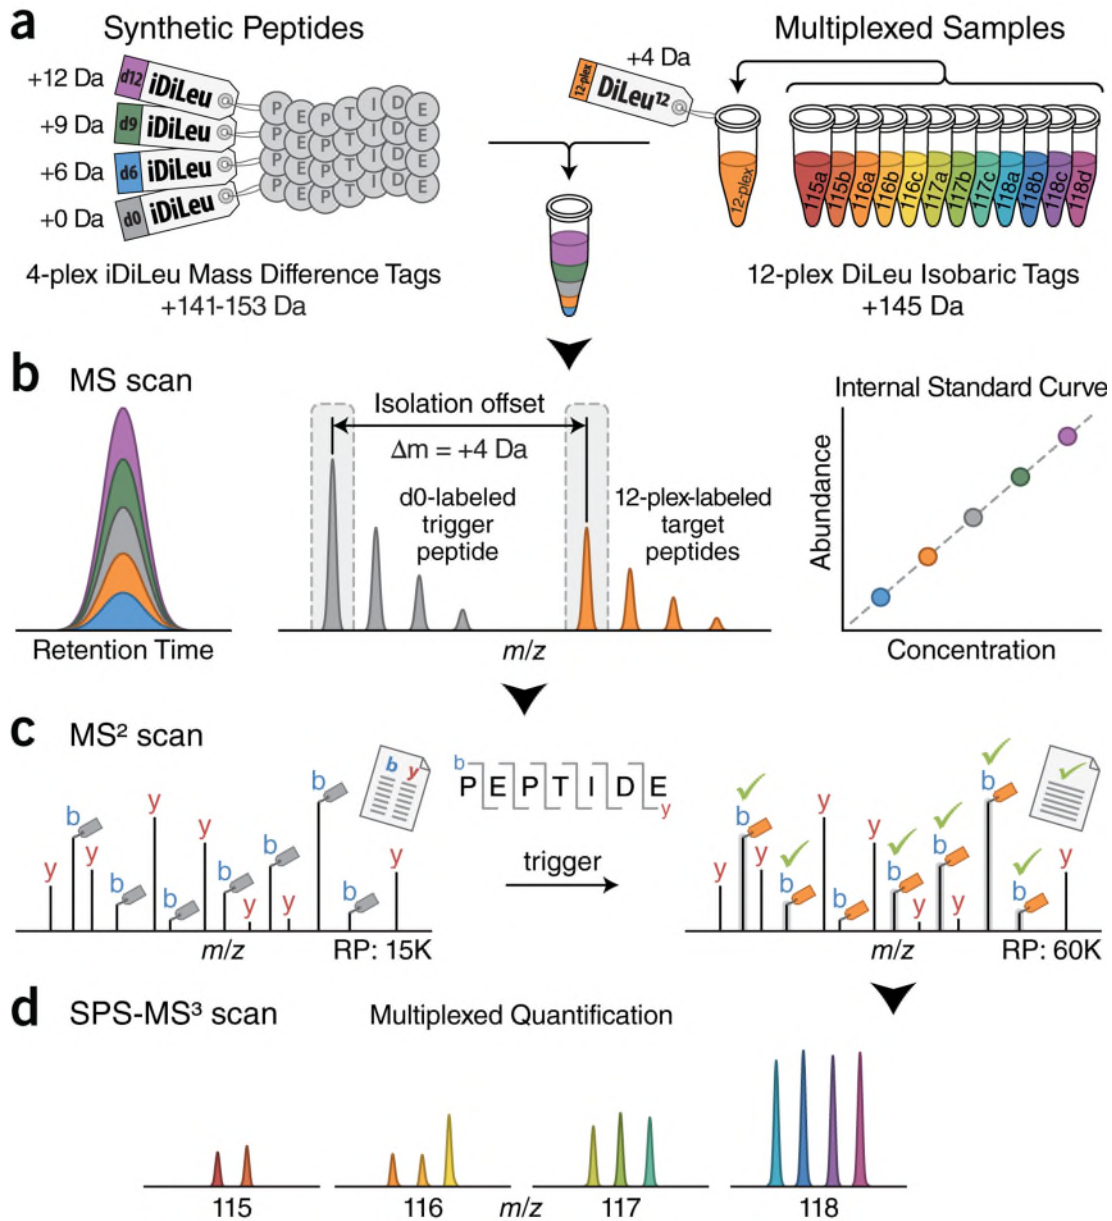 a
Synthetic Peptides
Multiplexed Samples
+12 Da
d12 iDiLeu
+9 Da
d9 iDiLeu
+6 Da
d6 iDiLeu
+0 Da
d0 iDiLeu
P E P T I D E
P E P T I D E
P E P T I D E
P E P T I D E
4-plex iDiLeu Mass Difference Tags
+141-153 Da
+4 Da
12-plex DiLeu¹²
12-plex
115a
115b
116a
116b
116c
117a
117b
117c
118a
118b
118c
118d
12-plex DiLeu Isobaric Tags
+145 Da
b
MS scan
Retention Time
Isolation offset
Δm = +4 Da
d0-labeled
trigger
peptide
12-plex-labeled
target
peptides
m/z
Internal Standard Curve
Abundance
Concentration
c
MS² scan
y b y b y b y b y b y b b y
m/z
RP: 15K
b y
b
PEPTIDE
y
trigger
y b y b y b y b y b y b b y
m/z
RP: 60K
d
SPS-MS³ scan
Multiplexed Quantification
115
116
m/z
117
118